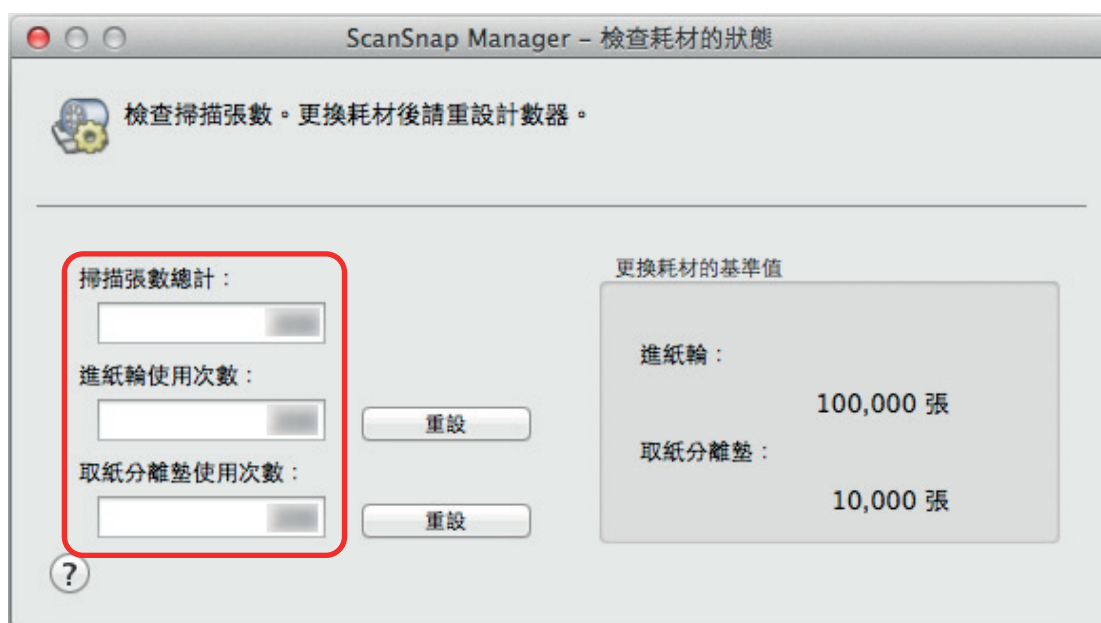 ScanSnap Manager – 檢查耗材的狀態
檢查掃描張數。更換耗材後請重設計數器。
掃描張數總計：
進紙輪使用次數：
重設
取紙分離墊使用次數：
重設
更換耗材的基準值
進紙輪：
100,000 張
取紙分離墊：
10,000 張
?